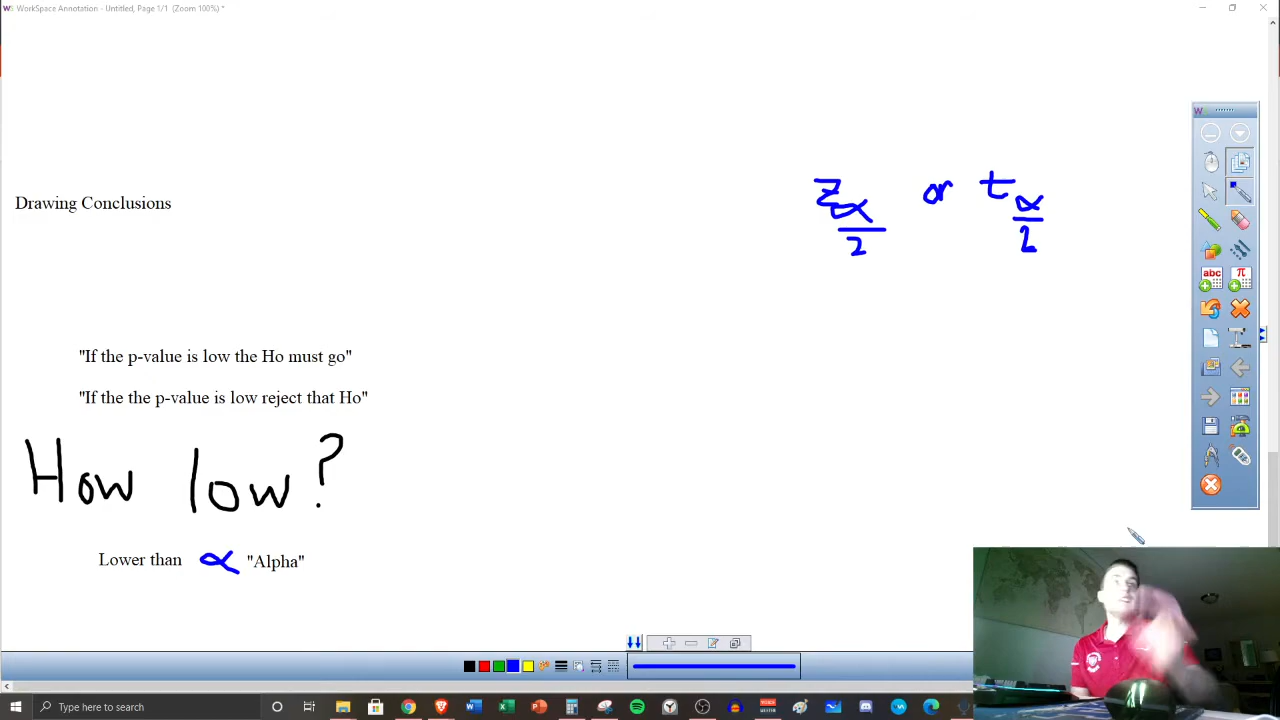 WorkSpace Annotation - Untitled, Page 1/1 (Zoom 100%) *
Drawing Conclusions
z α/2 or t α/2
"If the p-value is low the Ho must go"
"If the the p-value is low reject that Ho"
How low?
Lower than α "Alpha"
abc
π
Type here to search